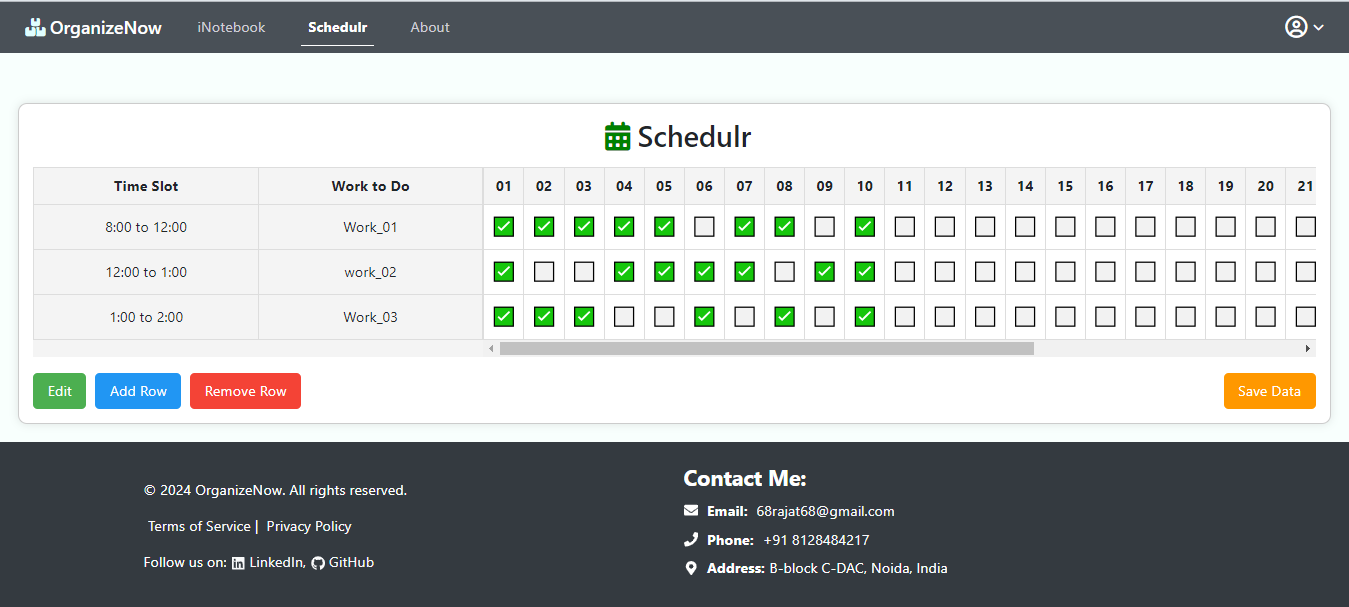 OrganizeNow iNotebook Schedulr About
Schedulr
Time Slot Work to Do 01 02 03 04 05 06 07 08 09 10 11 12 13 14 15 16 17 18 19 20 21
8:00 to 12:00 Work_01
12:00 to 1:00 work_02
1:00 to 2:00 Work_03
Edit Add Row Remove Row Save Data
© 2024 OrganizeNow. All rights reserved.
Terms of Service | Privacy Policy
Follow us on: LinkedIn, GitHub
Contact Me:
Email: 68rajat68@gmail.com
Phone: +91 8128484217
Address: B-block C-DAC, Noida, India